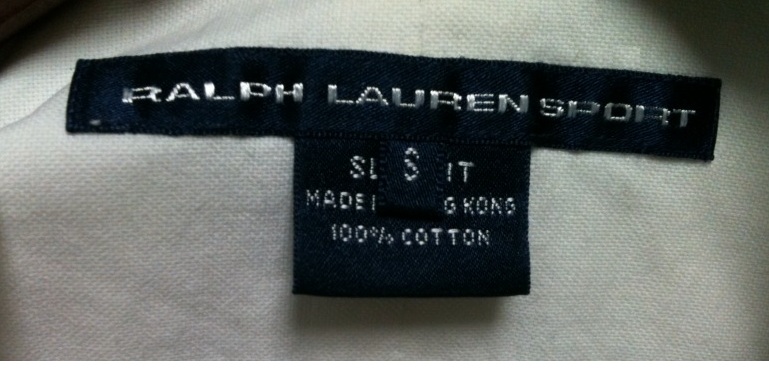 RALPH LAUREN SPORT
S
SL IT
MADE I G KONG
100% COTTON